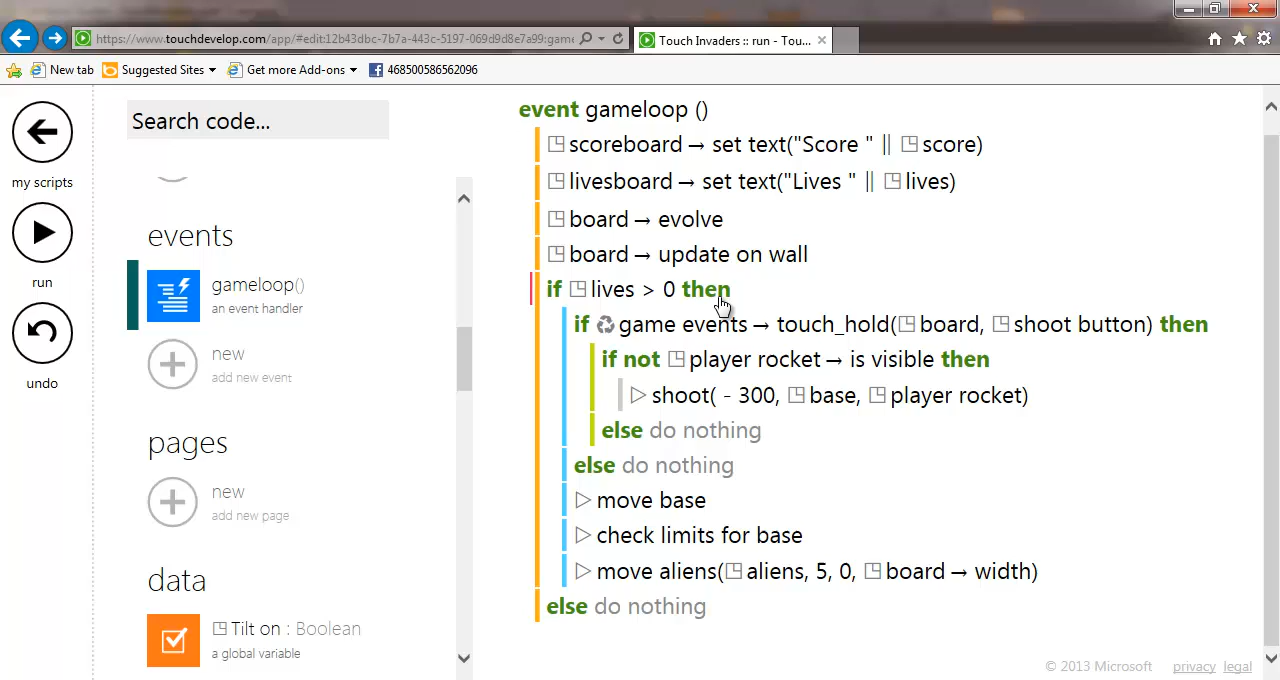 https://www.touchdevelop.com/app/#edit:12b43dbc-7b7a-443c-5197-069d9d8e7a99:game
Touch Invaders :: run - Tou...
New tab
Suggested Sites
Get more Add-ons
468500586562096
my scripts
run
undo
Search code...
events
gameloop()
an event handler
new
add new event
pages
new
add new page
data
Tilt on : Boolean
a global variable
event gameloop ()
scoreboard → set text("Score " || score)
livesboard → set text("Lives " || lives)
board → evolve
board → update on wall
if lives > 0 then
if game events → touch_hold(board, shoot button) then
if not player rocket → is visible then
shoot( - 300, base, player rocket)
else do nothing
else do nothing
move base
check limits for base
move aliens(aliens, 5, 0, board → width)
else do nothing
© 2013 Microsoft privacy legal